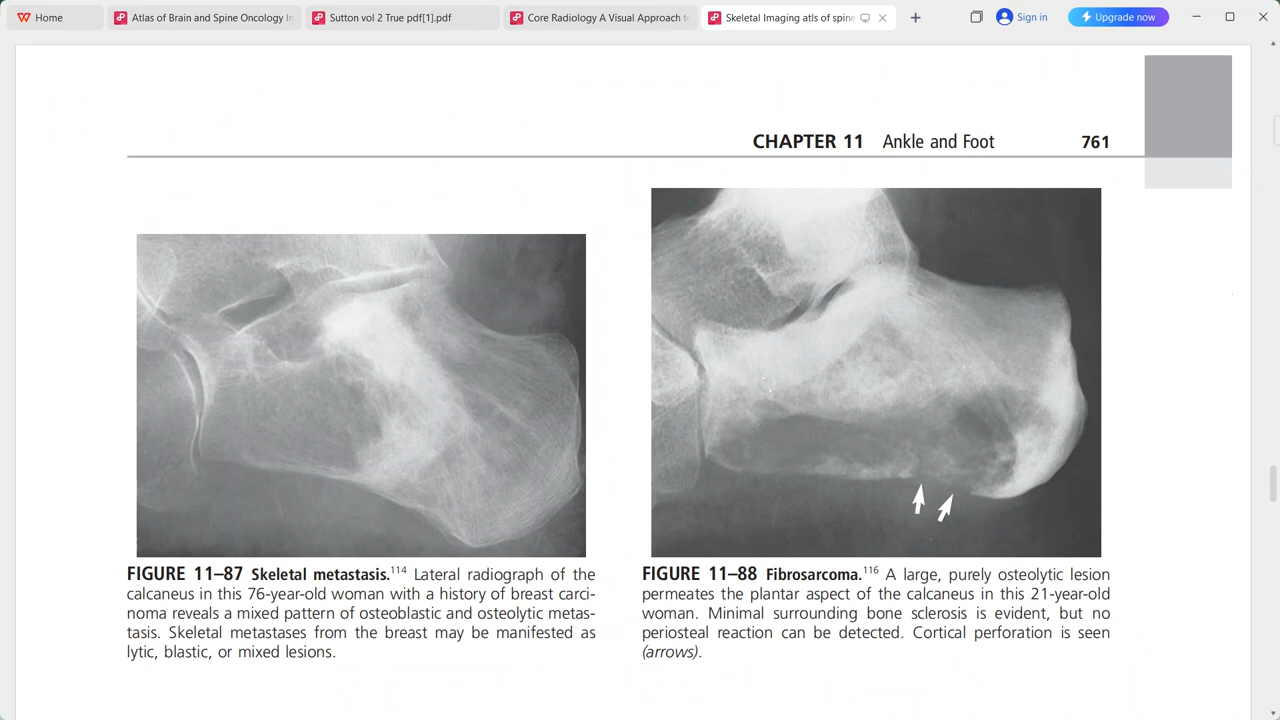 Home
Atlas of Brain and Spine Oncology I
Sutton vol 2 True pdf[1].pdf
Core Radiology A Visual Approach to
Skeletal Imaging atls of spine
Sign in
Upgrade now
CHAPTER 11 Ankle and Foot 761
FIGURE 11–87 Skeletal metastasis.114 Lateral radiograph of the
calcaneus in this 76-year-old woman with a history of breast carci-
noma reveals a mixed pattern of osteoblastic and osteolytic metas-
tasis. Skeletal metastases from the breast may be manifested as
lytic, blastic, or mixed lesions.
FIGURE 11–88 Fibrosarcoma.116 A large, purely osteolytic lesion
permeates the plantar aspect of the calcaneus in this 21-year-old
woman. Minimal surrounding bone sclerosis is evident, but no
periosteal reaction can be detected. Cortical perforation is seen
(arrows).